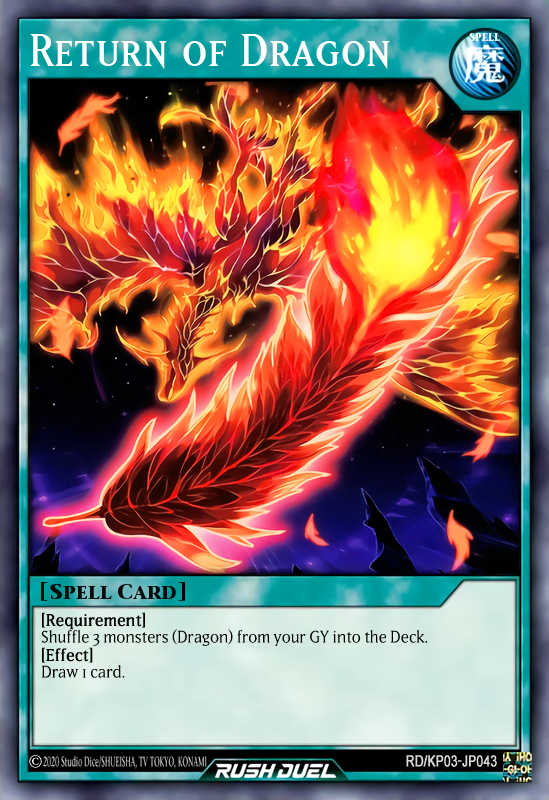 Return of Dragon
SPELL
魔
[Spell Card]
[Requirement]
Shuffle 3 monsters (Dragon) from your GY into the Deck.
[Effect]
Draw 1 card.
©2020 Studio Dice/SHUEISHA, TV TOKYO, KONAMI
RUSH DUEL
RD/KP03-JP043